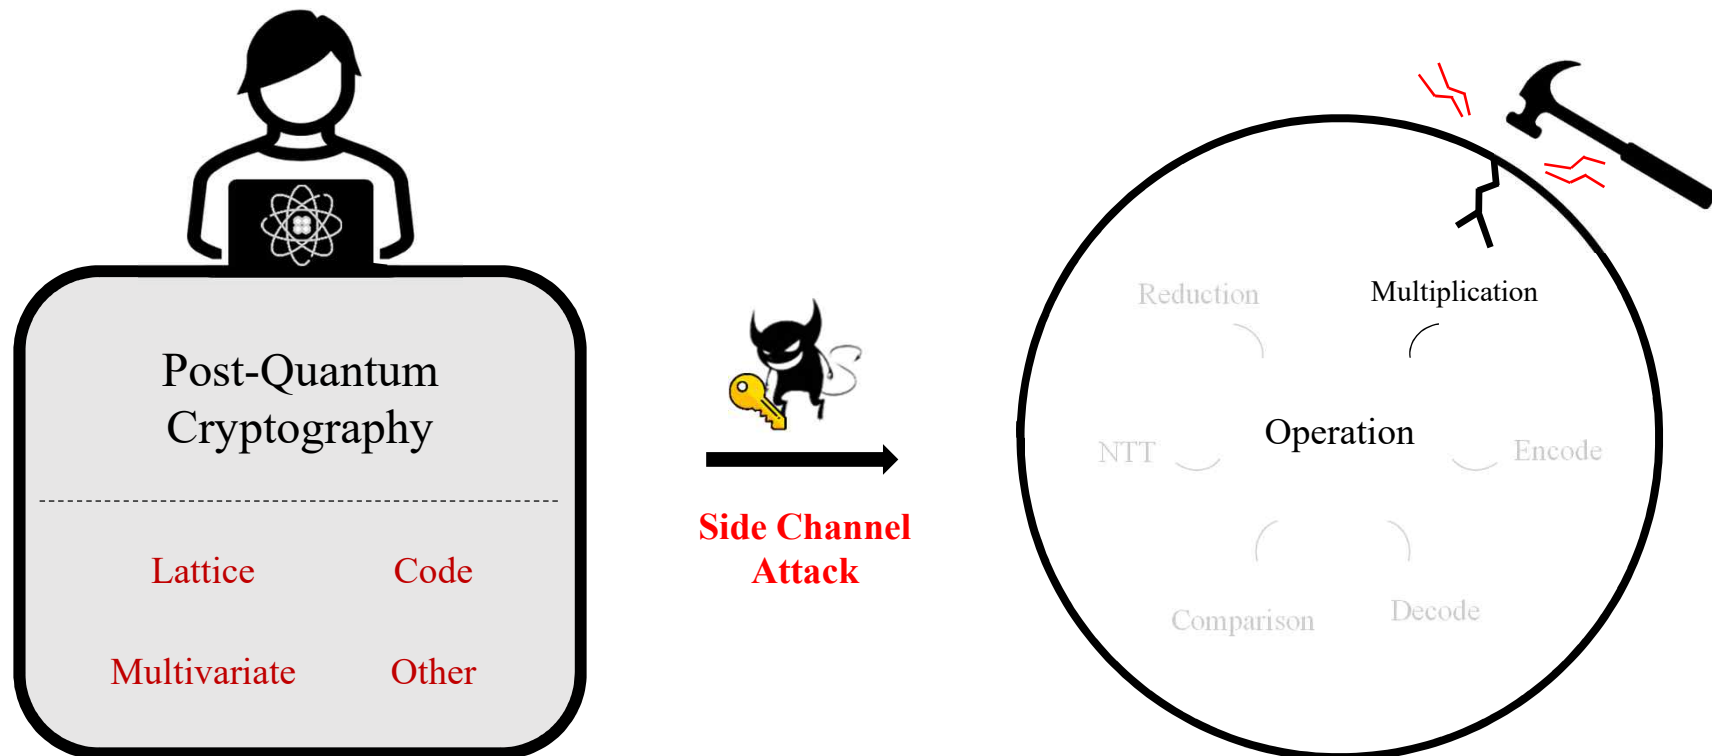 Post-Quantum
Cryptography
Lattice
Code
Multivariate
Other
Side Channel
Attack
Reduction
Multiplication
NTT
Operation
Encode
Comparison
Decode